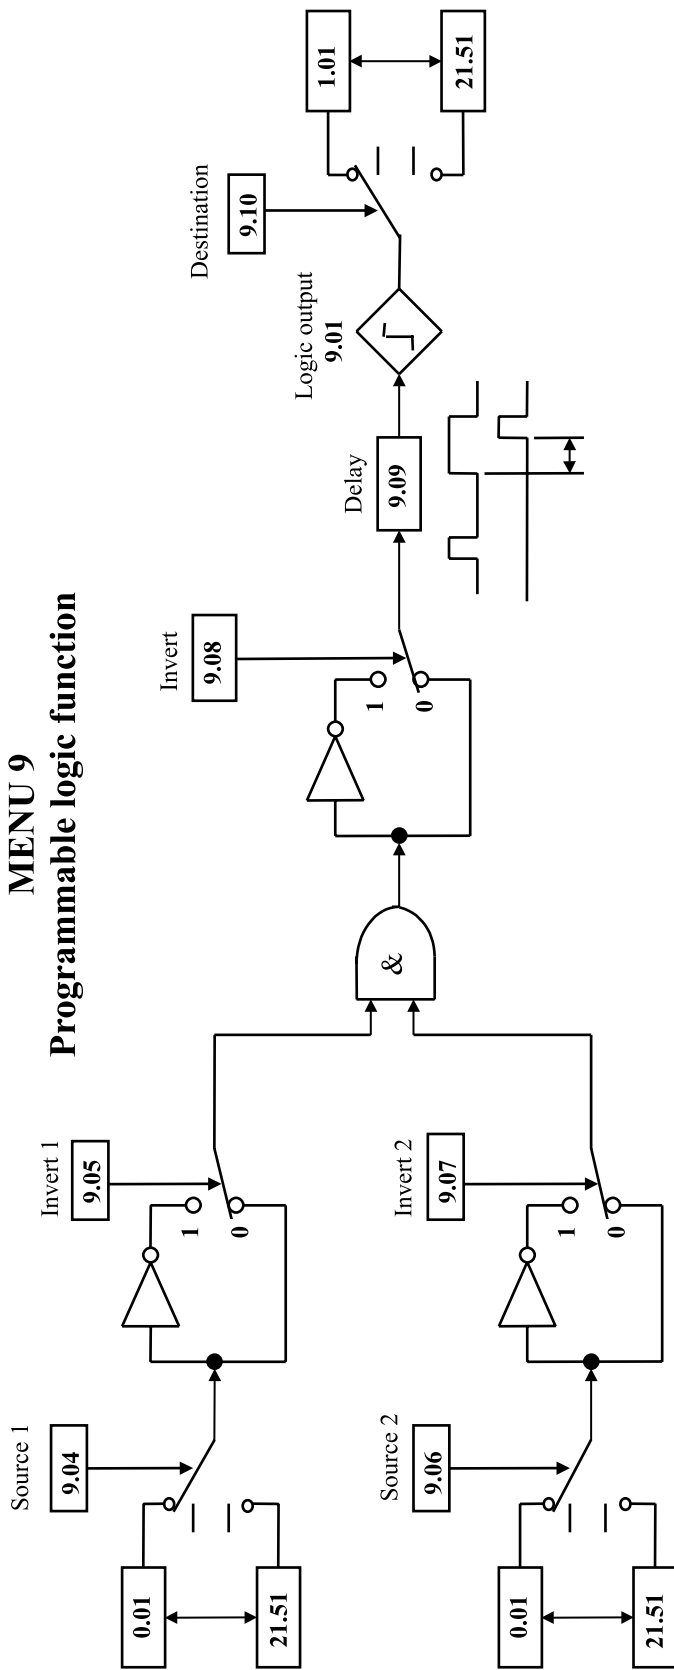 MENU 9
Programmable logic function
Source 1
9.04
0.01
21.51
Invert 1
9.05
1
0
Source 2
9.06
0.01
21.51
Invert 2
9.07
1
0
&
Invert
9.08
1
0
Delay
9.09
Logic output
9.01
Destination
9.10
1.01
21.51